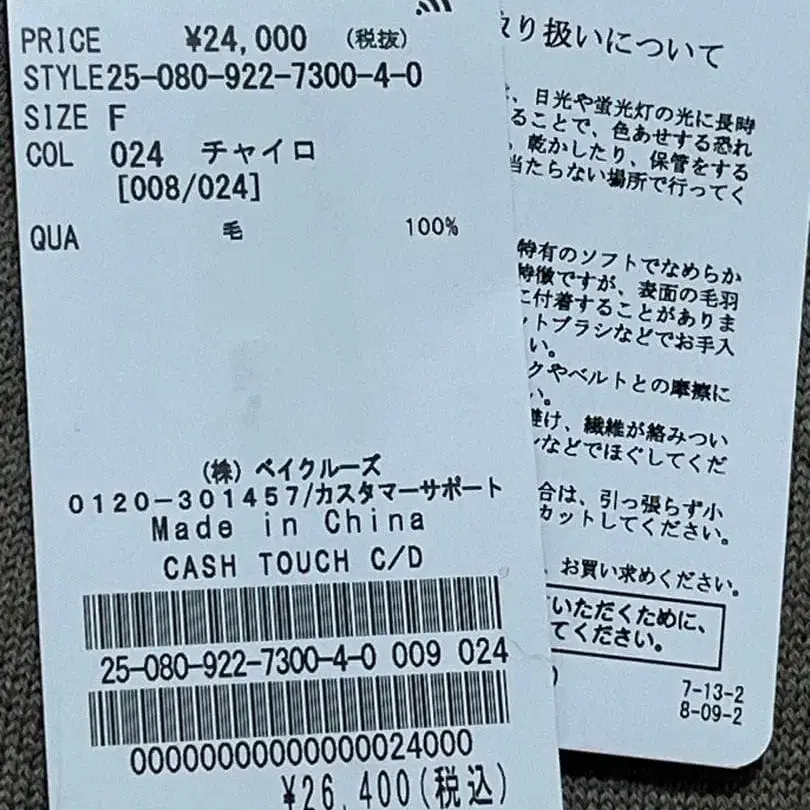 PRICE ¥24,000 (税抜)
STYLE 25-080-922-7300-4-0
SIZE F
COL 024 チャイロ
[008/024]
QUA 毛 100%
(株) ベイクルーズ
0120-301457/カスタマーサポート
Made in China
CASH TOUCH C/D
25-080-922-7300-4-0 009 024
00000000000000024000
¥26,400(税込)
り扱いについて
、日光や蛍光灯の光に長時
ることで、色あせする恐れ
、乾かしたり、保管をする
当たらない場所で行ってく
特有のソフトでなめらか
特徴ですが、表面の毛羽
に付着することがありま
トブラシなどでお手入
い。
クやベルトとの摩擦に
い。
避け、繊維が絡みつい
などでほぐしてくだ
合は、引っ張らず小
カットしてください。
お買い求めください。
いただくために、
てください。
7-13-2
8-09-2